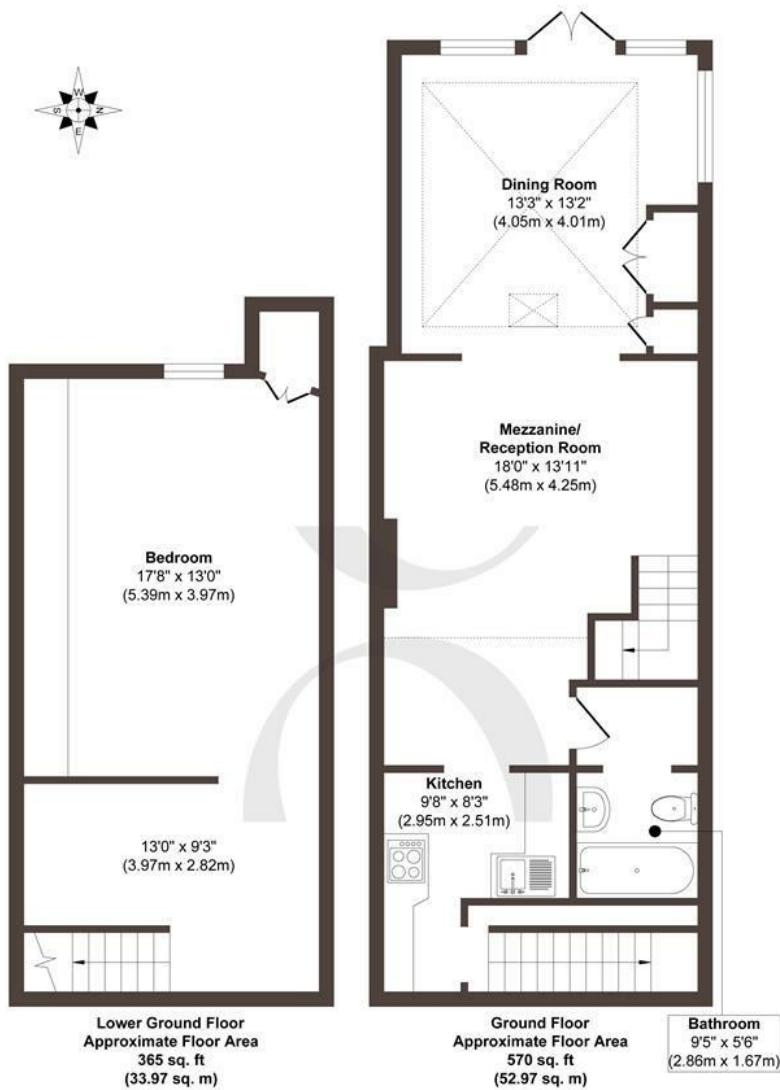 W
S
N
E
Dining Room
13'3" x 13'2"
(4.05m x 4.01m)
Mezzanine/
Reception Room
18'0" x 13'11"
(5.48m x 4.25m)
Bedroom
17'8" x 13'0"
(5.39m x 3.97m)
Kitchen
9'8" x 8'3"
(2.95m x 2.51m)
13'0" x 9'3"
(3.97m x 2.82m)
Lower Ground Floor
Approximate Floor Area
365 sq. ft
(33.97 sq. m)
Ground Floor
Approximate Floor Area
570 sq. ft
(52.97 sq. m)
Bathroom
9'5" x 5'6"
(2.86m x 1.67m)